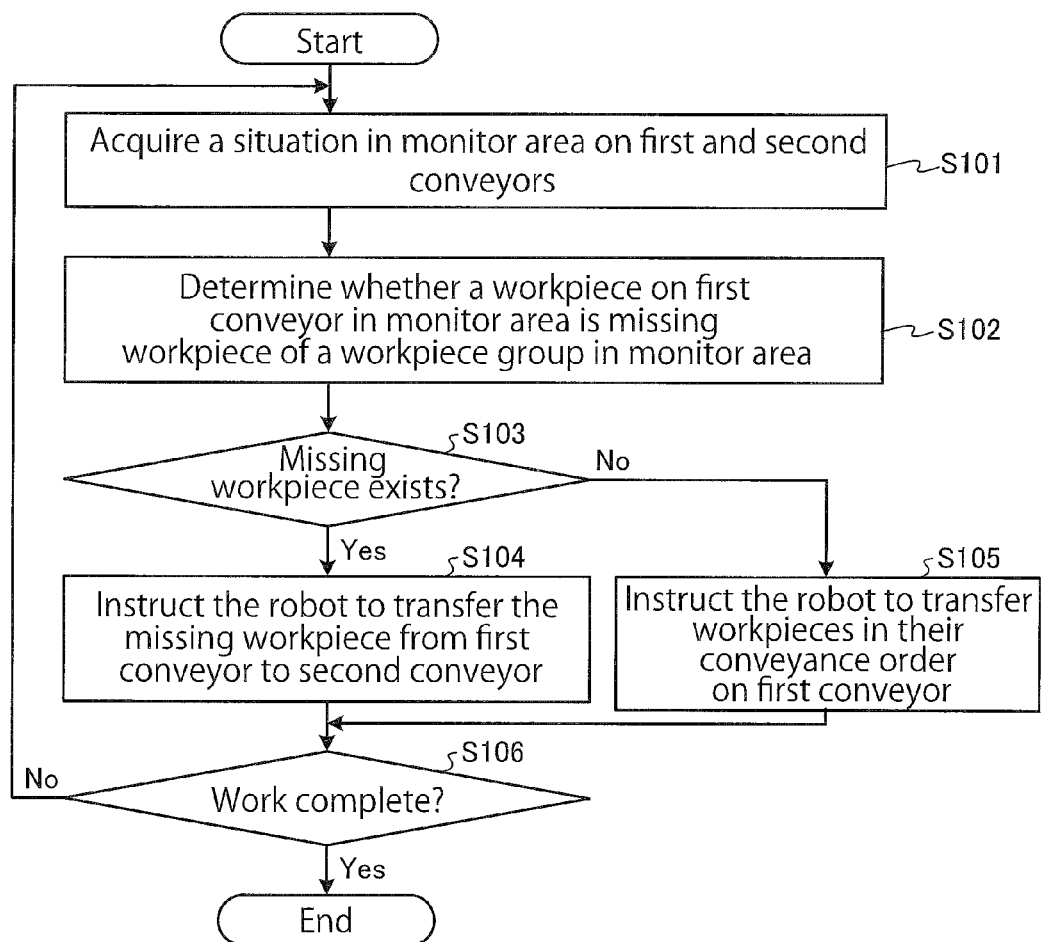 Start
Acquire a situation in monitor area on first and second
conveyors
S101
Determine whether a workpiece on first
conveyor in monitor area is missing
workpiece of a workpiece group in monitor area
S102
S103
Missing
workpiece exists?
No
Yes
S104
Instruct the robot to transfer the
missing workpiece from first
conveyor to second conveyor
S105
Instruct the robot to transfer
workpieces in their
conveyance order
on first conveyor
S106
Work complete?
No
Yes
End